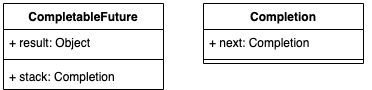 CompletableFuture
+ result: Object
+ stack: Completion
Completion
+ next: Completion